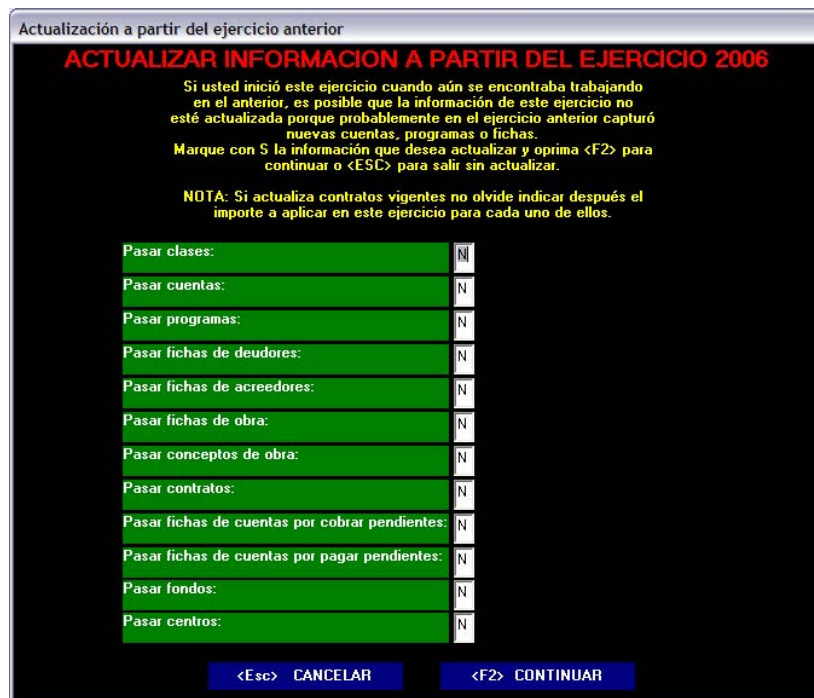 Actualización a partir del ejercicio anterior
ACTUALIZAR INFORMACION A PARTIR DEL EJERCICIO 2006
Si usted inició este ejercicio cuando aún se encontraba trabajando
en el anterior, es posible que la información de este ejercicio no
esté actualizada porque probablemente en el ejercicio anterior capturó
nuevas cuentas, programas o fichas.
Marque con S la información que desea actualizar y oprima <F2> para
continuar o <ESC> para salir sin actualizar.
NOTA: Si actualiza contratos vigentes no olvide indicar después el
importe a aplicar en este ejercicio para cada uno de ellos.
Pasar clases: N
Pasar cuentas: N
Pasar programas: N
Pasar fichas de deudores: N
Pasar fichas de acreedores: N
Pasar fichas de obra: N
Pasar conceptos de obra: N
Pasar contratos: N
Pasar fichas de cuentas por cobrar pendientes: N
Pasar fichas de cuentas por pagar pendientes: N
Pasar fondos: N
Pasar centros: N
<Esc> CANCELAR <F2> CONTINUAR